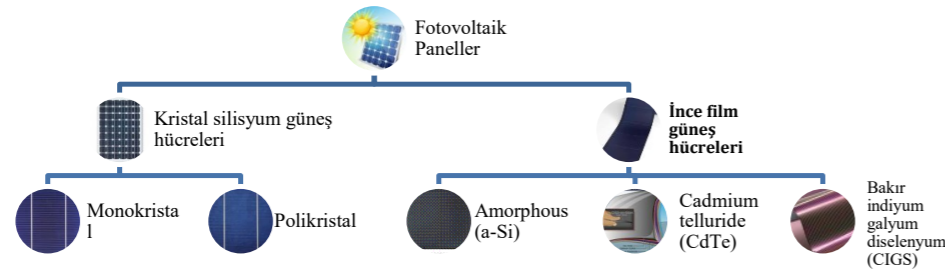 Fotovoltaik
Paneller
Kristal silisyum güneş
hücreleri
İnce film
güneş
hücreleri
Monokrista
l
Polikristal
Amorphous
(a-Si)
Cadmium
telluride
(CdTe)
Bakır
indiyum
galyum
diselenyum
(CIGS)